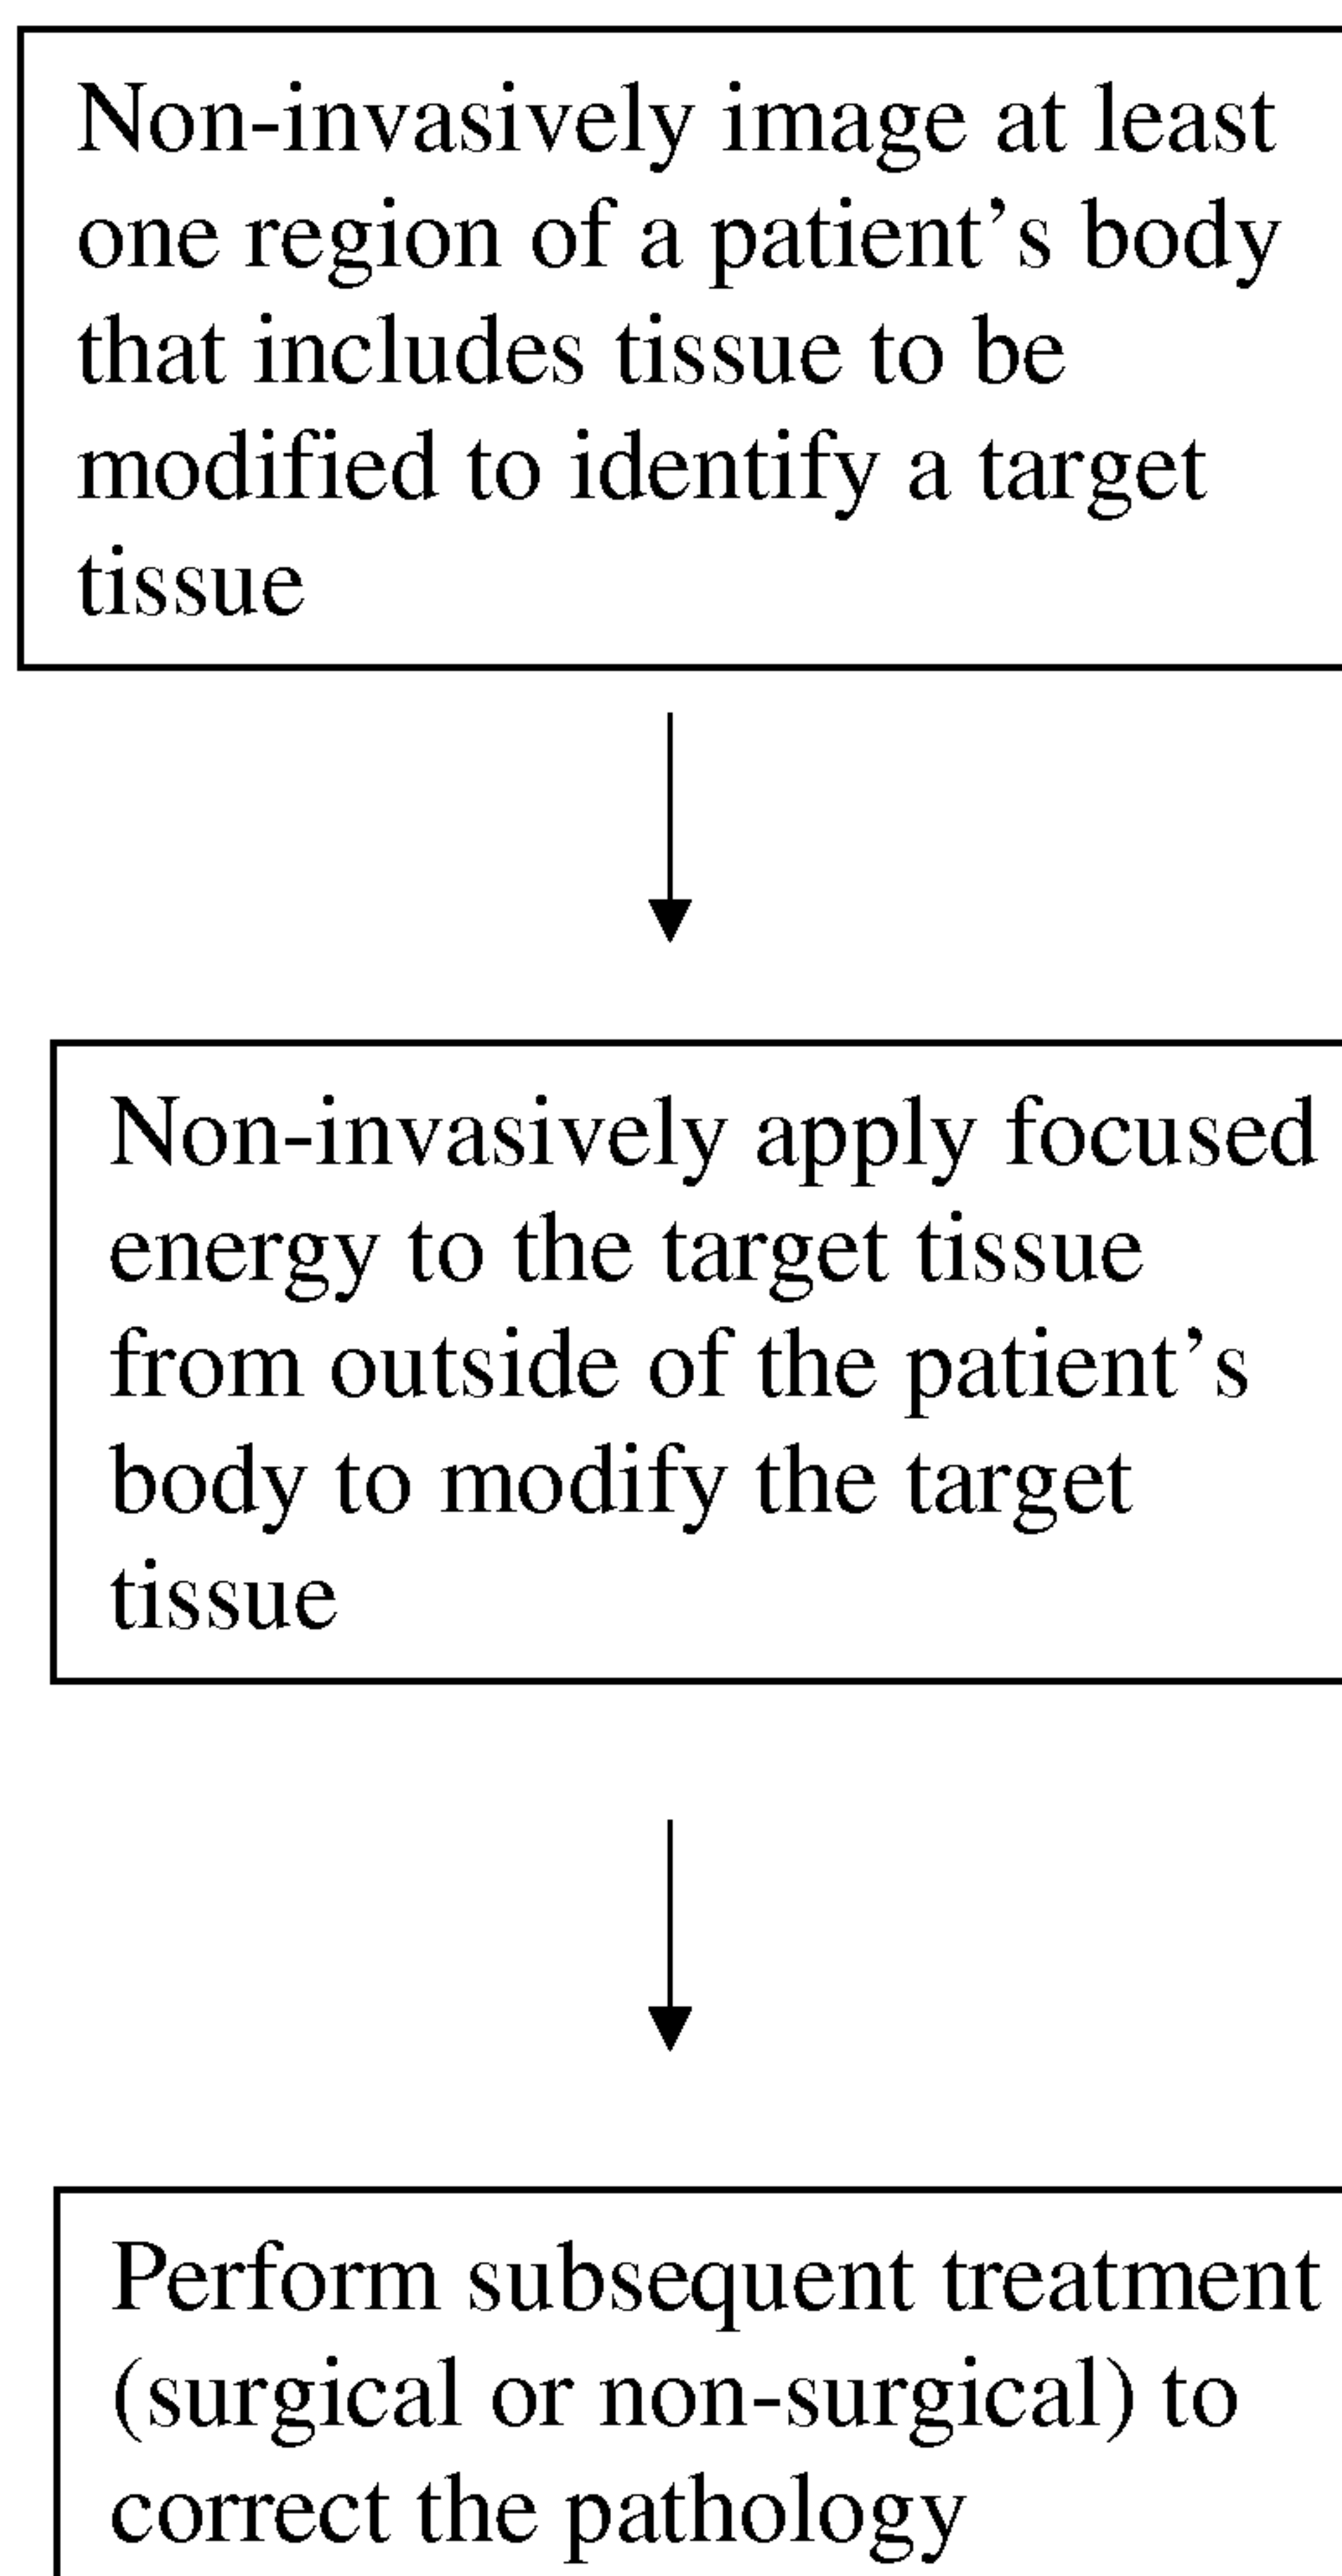 Non-invasively image at least
one region of a patient’s body
that includes tissue to be
modified to identify a target
tissue
Non-invasively apply focused
energy to the target tissue
from outside of the patient’s
body to modify the target
tissue
Perform subsequent treatment
(surgical or non-surgical) to
correct the pathology